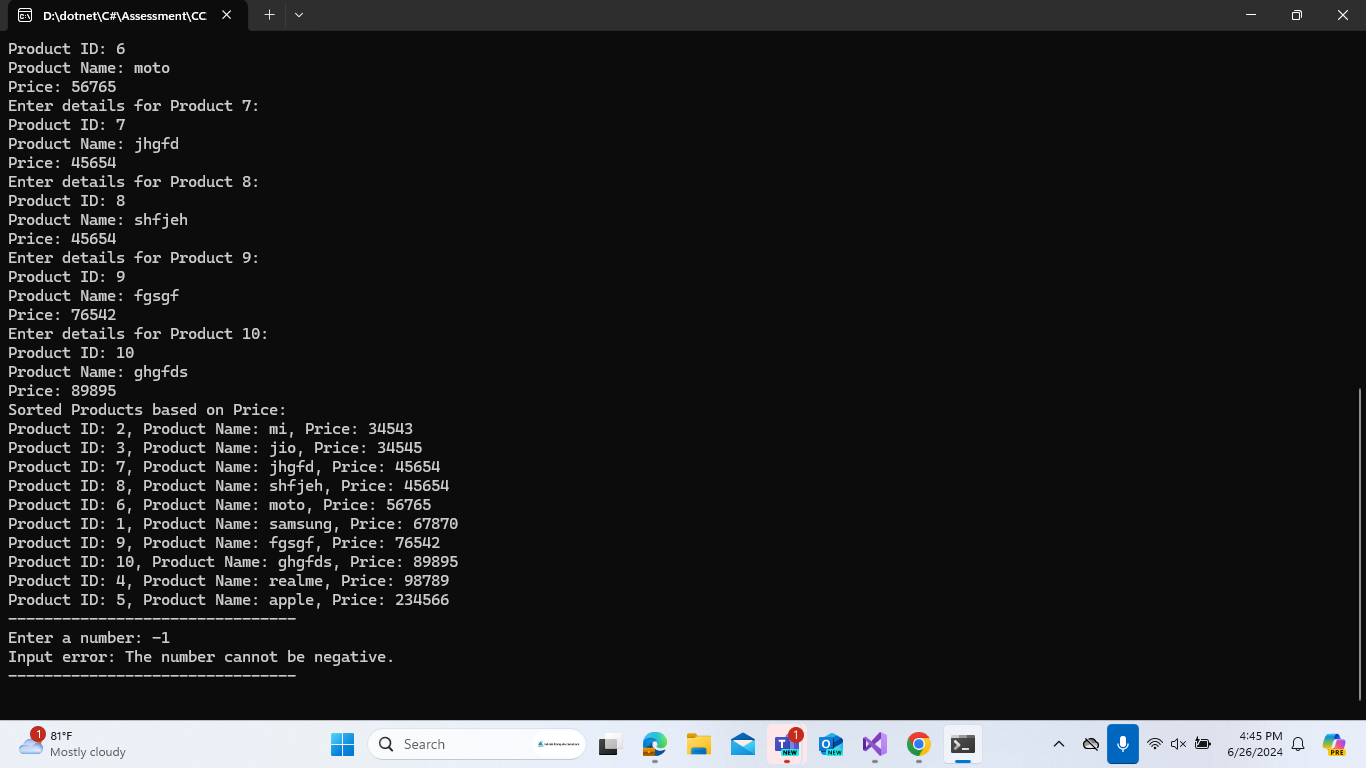 D:\dotnet\C#\Assessment\CC
Product ID: 6
Product Name: moto
Price: 56765
Enter details for Product 7:
Product ID: 7
Product Name: jhgfd
Price: 45654
Enter details for Product 8:
Product ID: 8
Product Name: shfjeh
Price: 45654
Enter details for Product 9:
Product ID: 9
Product Name: fgsgf
Price: 76542
Enter details for Product 10:
Product ID: 10
Product Name: ghgfds
Price: 89895
Sorted Products based on Price:
Product ID: 2, Product Name: mi, Price: 34543
Product ID: 3, Product Name: jio, Price: 34545
Product ID: 7, Product Name: jhgfd, Price: 45654
Product ID: 8, Product Name: shfjeh, Price: 45654
Product ID: 6, Product Name: moto, Price: 56765
Product ID: 1, Product Name: samsung, Price: 67870
Product ID: 9, Product Name: fgsgf, Price: 76542
Product ID: 10, Product Name: ghgfds, Price: 89895
Product ID: 4, Product Name: realme, Price: 98789
Product ID: 5, Product Name: apple, Price: 234566
--------------------------------
Enter a number: -1
Input error: The number cannot be negative.
--------------------------------
1
81°F
Mostly cloudy
Search
1
NEW
NEW
4:45 PM
6/26/2024
PRE